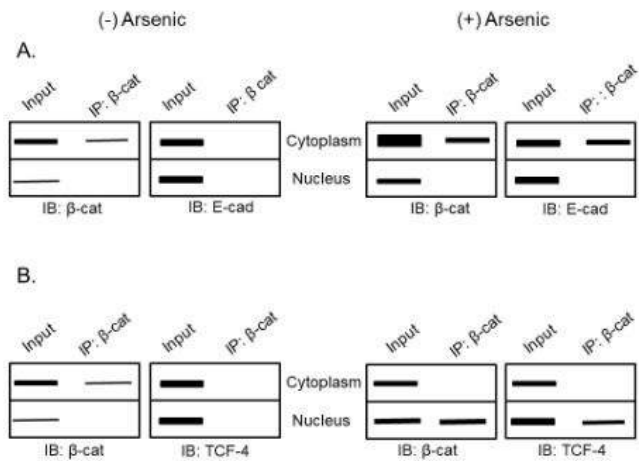 (-) Arsenic (+) Arsenic
A.
Input IP: β-cat Input IP: β cat Input IP: β-cat Input IP: : β-cat
Cytoplasm
Nucleus
IB: β-cat IB: E-cad IB: β-cat IB: E-cad
B.
Input IP: β-cat Input IP: β-cat Input IP: β-cat Input IP: β-cat
Cytoplasm
Nucleus
IB: β-cat IB: TCF-4 IB: β-cat IB: TCF-4